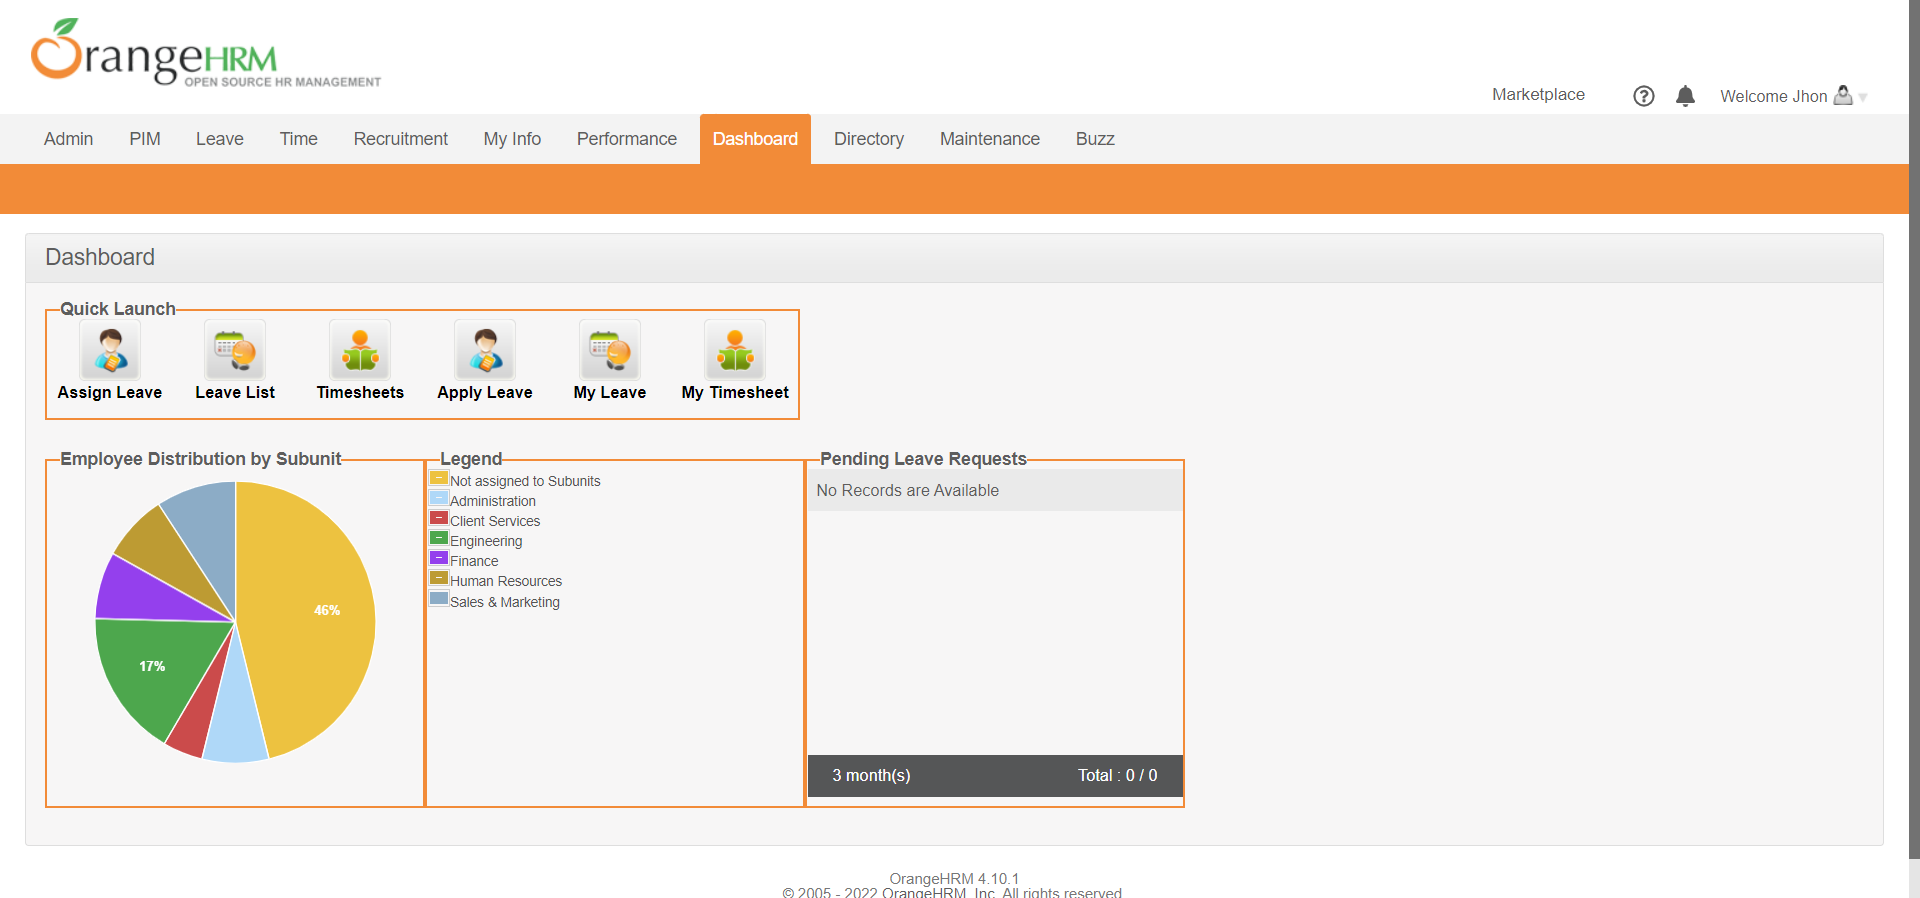 OrangeHRM
OPEN SOURCE HR MANAGEMENT
Marketplace
?
Welcome Jhon
Admin PIM Leave Time Recruitment My Info Performance Dashboard Directory Maintenance Buzz
Dashboard
Quick Launch
Assign Leave Leave List Timesheets Apply Leave My Leave My Timesheet
Employee Distribution by Subunit
46%
17%
Legend
Not assigned to Subunits
Administration
Client Services
Engineering
Finance
Human Resources
Sales & Marketing
Pending Leave Requests
No Records are Available
3 month(s) Total : 0 / 0
OrangeHRM 4.10.1
© 2005 - 2022 OrangeHRM, Inc. All rights reserved